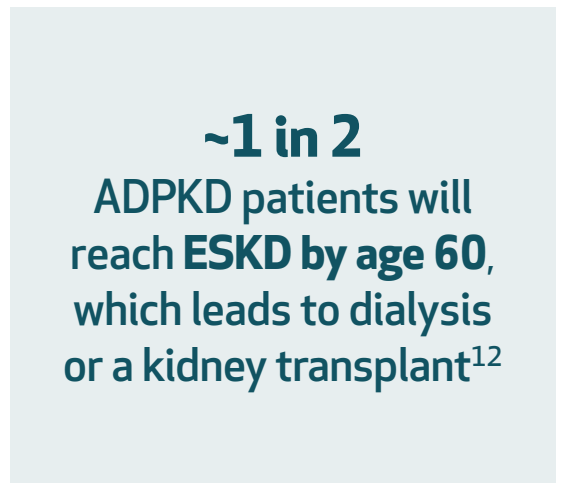 ~1 in 2
ADPKD patients will
reach ESKD by age 60,
which leads to dialysis
or a kidney transplant¹²